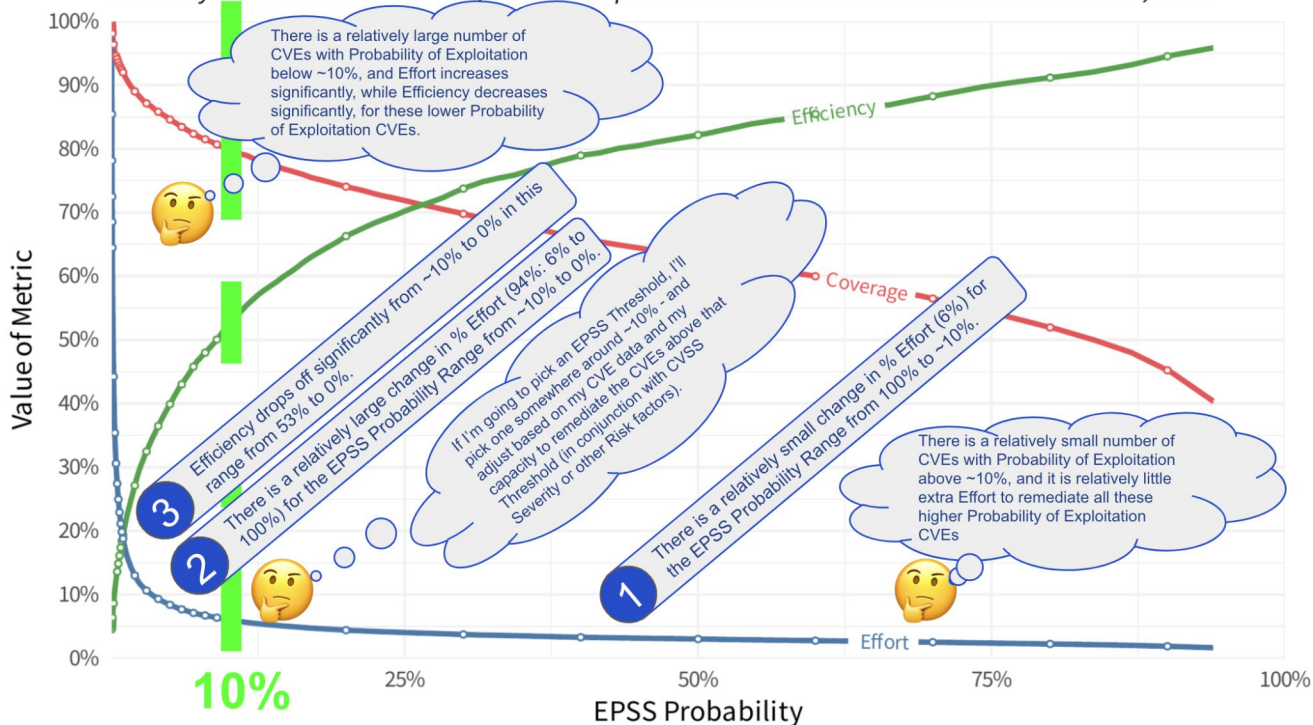 100%
90%
80%
70%
60%
50%
40%
30%
20%
10%
0%
Value of Metric
There is a relatively large number of
CVEs with Probability of Exploitation
below ~10%, and Effort increases
significantly, while Efficiency decreases
significantly, for these lower Probability
of Exploitation CVEs.
Efficiency
Coverage
Effort
3
Efficiency drops off significantly from ~10% to 0% in this
range from 53% to 0%.
2
There is a relatively large change in % Effort (94%: 6% to
100%) for the EPSS Probability Range from ~10% to 0%.
If I'm going to pick an EPSS Threshold, I'll
pick one somewhere around ~10% - and
adjust based on my CVE data and my
capacity to remediate the CVEs above that
Threshold (in conjunction with CVSS
Severity or other Risk factors).
1
There is a relatively small change in % Effort (6%) for
the EPSS Probability Range from 100% to ~10%.
There is a relatively small number of
CVEs with Probability of Exploitation
above ~10%, and it is relatively little
extra Effort to remediate all these
higher Probability of Exploitation
CVEs
10%
25%
50%
75%
100%
EPSS Probability